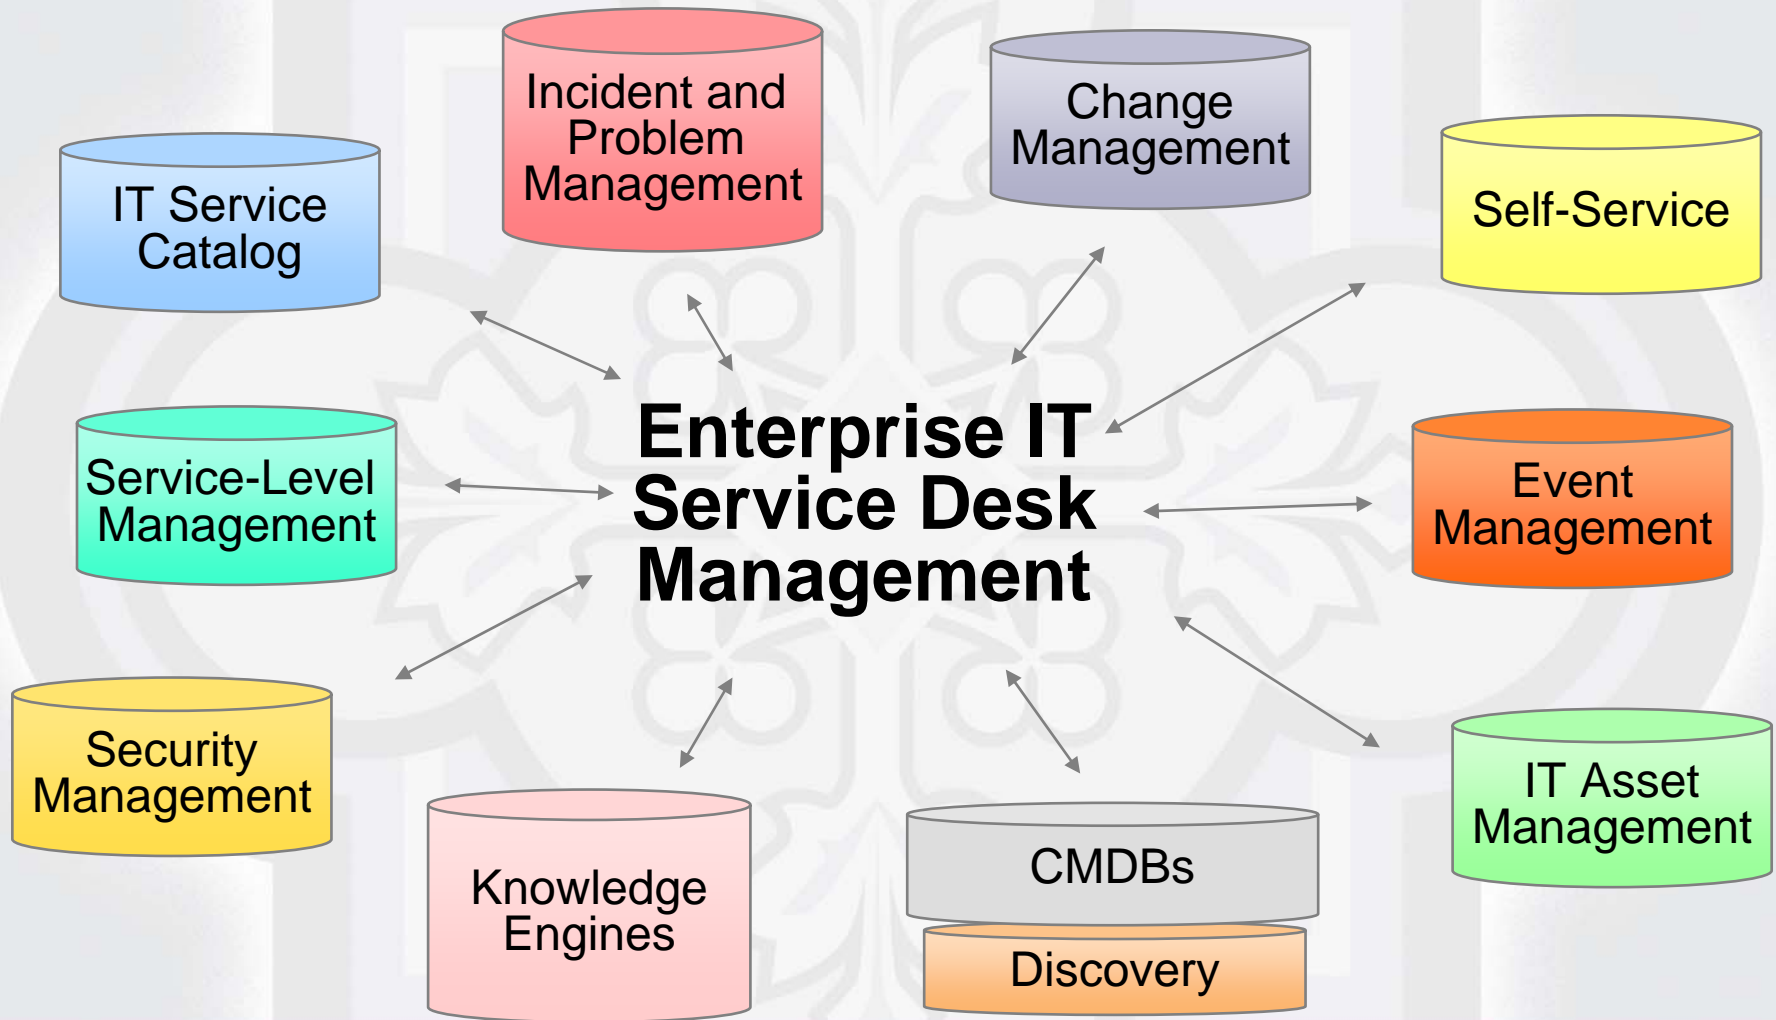 Incident and
Problem
Management
Change
Management
Self-Service
IT Service
Catalog
Enterprise IT
Service Desk
Management
Service-Level
Management
Event
Management
Security
Management
IT Asset
Management
Knowledge
Engines
CMDBs
Discovery